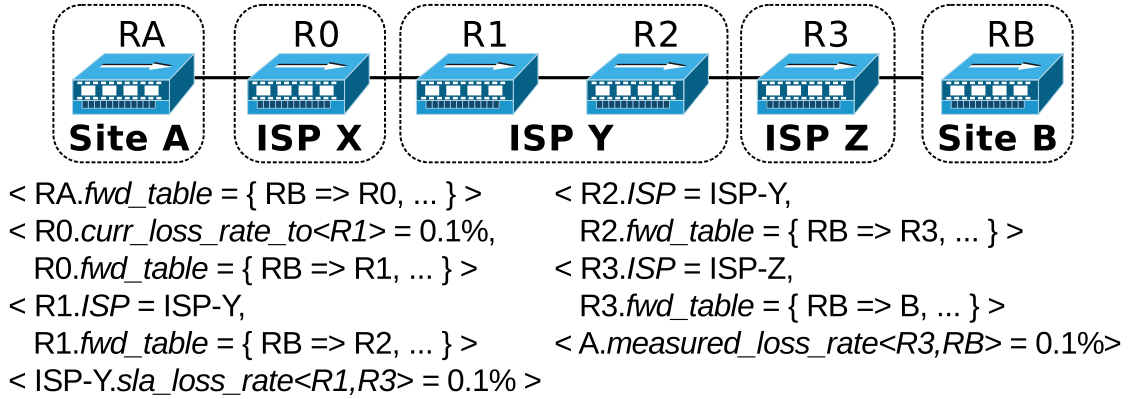 RA R0 R1 R2 R3 RB
Site A ISP X ISP Y ISP Z Site B
< RA.fwd_table = { RB => R0, ... } >
< R0.curr_loss_rate_to<R1> = 0.1%,
R0.fwd_table = { RB => R1, ... } >
< R1.ISP = ISP-Y,
R1.fwd_table = { RB => R2, ... } >
< ISP-Y.sla_loss_rate<R1,R3> = 0.1% >
< R2.ISP = ISP-Y,
R2.fwd_table = { RB => R3, ... } >
< R3.ISP = ISP-Z,
R3.fwd_table = { RB => B, ... } >
< A.measured_loss_rate<R3,RB> = 0.1%>